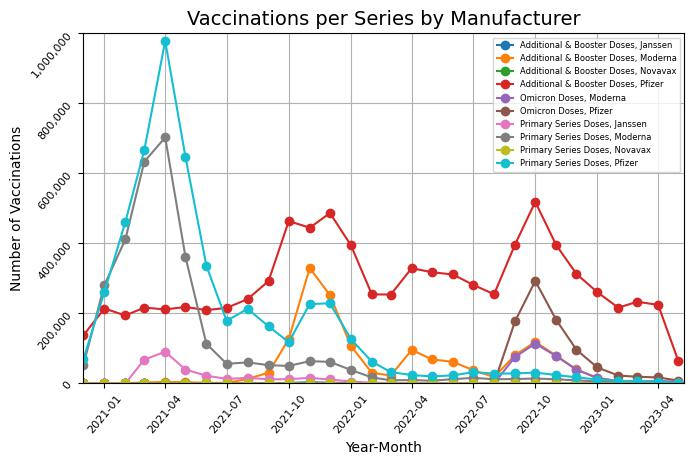 Vaccinations per Series by Manufacturer
Number of Vaccinations
1,000,000
800,000
600,000
400,000
200,000
0
Additional & Booster Doses, Janssen
Additional & Booster Doses, Moderna
Additional & Booster Doses, Novavax
Additional & Booster Doses, Pfizer
Omicron Doses, Moderna
Omicron Doses, Pfizer
Primary Series Doses, Janssen
Primary Series Doses, Moderna
Primary Series Doses, Novavax
Primary Series Doses, Pfizer
2021-01
2021-04
2021-07
2021-10
2022-01
2022-04
2022-07
2022-10
2023-01
2023-04
Year-Month